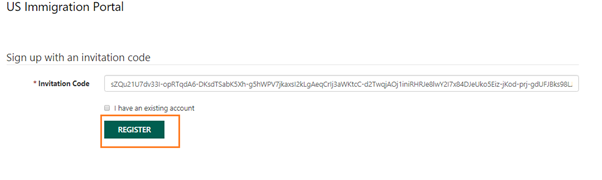 US Immigration Portal
Sign up with an invitation code
* Invitation Code
I have an existing account
REGISTER